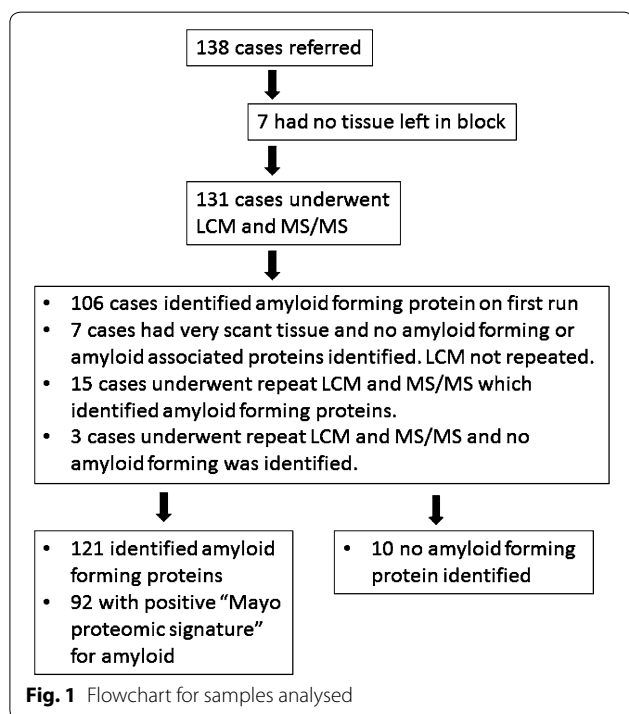 138 cases referred
7 had no tissue left in block
131 cases underwent
LCM and MS/MS
• 106 cases identified amyloid forming protein on first run
• 7 cases had very scant tissue and no amyloid forming or
amyloid associated proteins identified. LCM not repeated.
• 15 cases underwent repeat LCM and MS/MS which
identified amyloid forming proteins.
• 3 cases underwent repeat LCM and MS/MS and no
amyloid forming was identified.
• 121 identified amyloid
forming proteins
• 92 with positive “Mayo
proteomic signature”
for amyloid
• 10 no amyloid forming
protein identified
Fig. 1 Flowchart for samples analysed